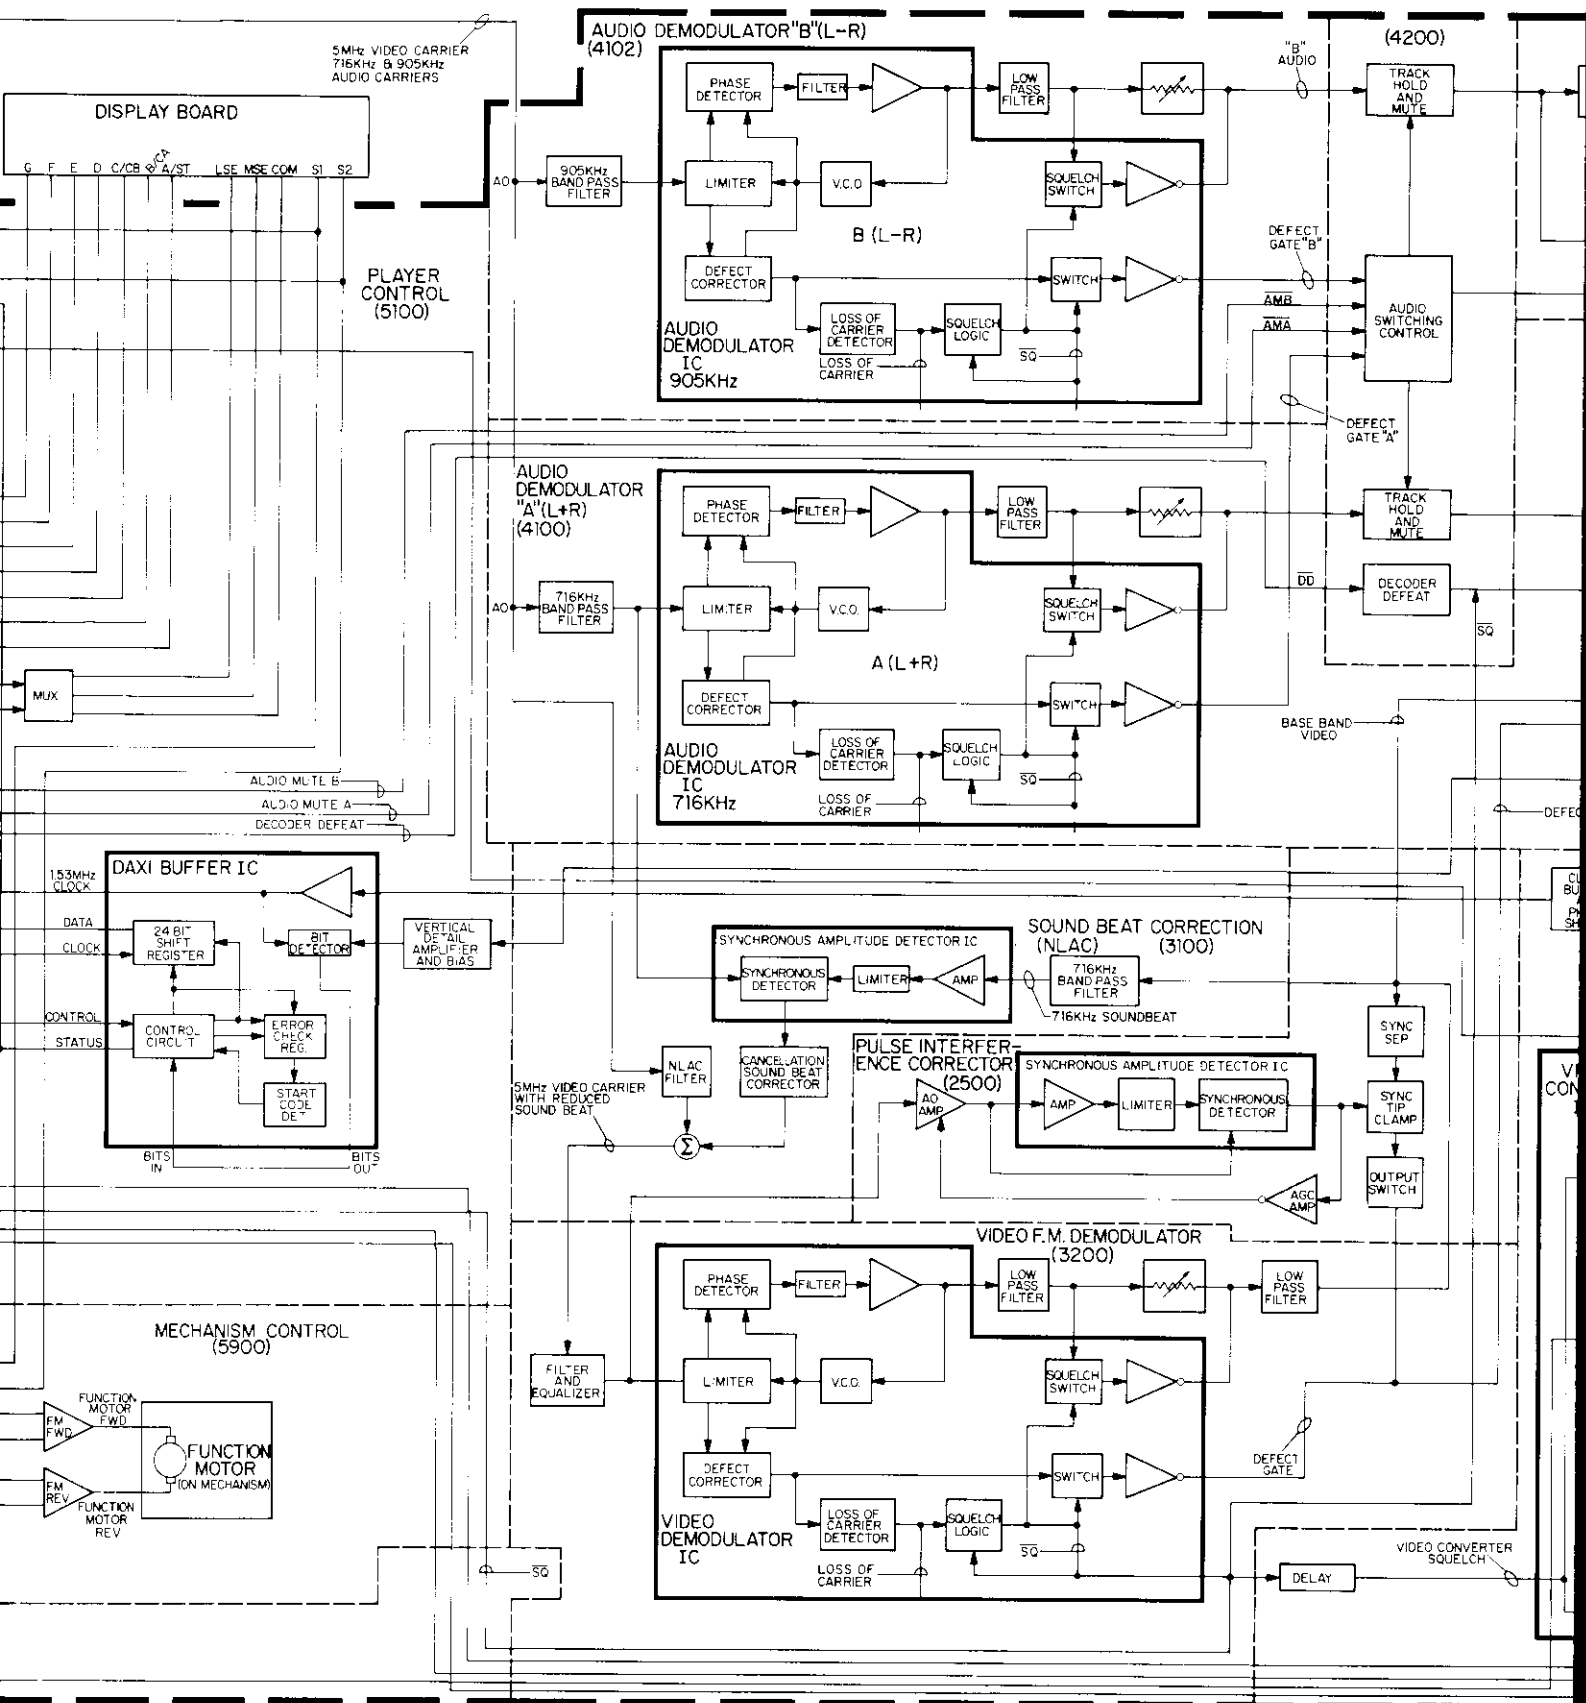 5MHz VIDEO CARRIER
716KHz & 905KHz
AUDIO CARRIERS
AUDIO DEMODULATOR "B" (L-R)
(4102)
"B"
AUDIO
(4200)
DISPLAY BOARD
G F E D C/CB B/CA A/ST LSE MSE COM S1 S2
PHASE
DETECTOR
FILTER
LOW
PASS
FILTER
TRACK
HOLD
AND
MUTE
AO
905KHz
BAND PASS
FILTER
LIMITER
V.C.O
SQUELCH
SWITCH
B (L-R)
DEFECT
GATE "B"
PLAYER
CONTROL
(5100)
DEFECT
CORRECTOR
SWITCH
AMB
AMA
AUDIO
SWITCHING
CONTROL
AUDIO
DEMODULATOR
IC
905KHz
LOSS OF
CARRIER
DETECTOR
SQUELCH
LOGIC
SQ
LOSS OF
CARRIER
DEFECT
GATE "A"
AUDIO
DEMODULATOR
"A" (L+R)
(4100)
PHASE
DETECTOR
FILTER
LOW
PASS
FILTER
TRACK
HOLD
AND
MUTE
AO
716KHz
BAND PASS
FILTER
LIMITER
V.C.O.
SQUELCH
SWITCH
DD
DECODER
DEFEAT
SQ
A (L+R)
MUX
DEFECT
CORRECTOR
SWITCH
BASE BAND
VIDEO
AUDIO
DEMODULATOR
IC
716KHz
LOSS OF
CARRIER
DETECTOR
SQUELCH
LOGIC
SQ
LOSS OF
CARRIER
AUDIO MUTE B
AUDIO MUTE A
DECODER DEFEAT
DEFEC
DAXI BUFFER IC
1.53MHz
CLOCK
DATA
CLOCK
24 BIT
SHIFT
REGISTER
BIT
DETECTOR
VERTICAL
DETAIL
AMPLIFIER
AND BIAS
CONTROL
STATUS
CONTROL
CIRCUIT
ERROR
CHECK
REG.
START
CODE
DET
BITS
IN
BITS
OUT
SOUND BEAT CORRECTION
(NLAC) (3100)
SYNCHRONOUS AMPLITUDE DETECTOR IC
SYNCHRONOUS
DETECTOR
LIMITER
AMP
716KHz
BAND PASS
FILTER
716KHz SOUNDBEAT
CL
BU
PH
SH
SYNC
SEP
NLAC
FILTER
CANCELLATION
SOUND BEAT
CORRECTOR
5MHz VIDEO CARRIER
WITH REDUCED
SOUND BEAT
Σ
PULSE INTERFER-
ENCE CORRECTOR
(2500)
SYNCHRONOUS AMPLITUDE DETECTOR IC
AO
AMP
AMP
LIMITER
SYNCHRONOUS
DETECTOR
SYNC
TIP
CLAMP
AGC
AMP
OUTPUT
SWITCH
VI
CON
VIDEO F.M. DEMODULATOR
(3200)
PHASE
DETECTOR
FILTER
LOW
PASS
FILTER
LOW
PASS
FILTER
MECHANISM CONTROL
(5900)
FILTER
AND
EQUALIZER
LIMITER
V.C.O.
SQUELCH
SWITCH
FUNCTION
MOTOR
FWD
FM
FWD
FUNCTION
MOTOR
(ON MECHANISM)
FM
REV
FUNCTION
MOTOR
REV
DEFECT
CORRECTOR
SWITCH
DEFECT
GATE
VIDEO
DEMODULATOR
IC
LOSS OF
CARRIER
DETECTOR
SQUELCH
LOGIC
SQ
LOSS OF
CARRIER
SQ
DELAY
VIDEO CONVERTER
SQUELCH